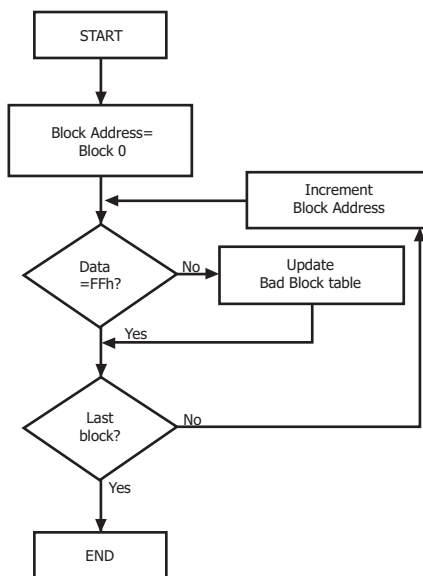 START
Block Address=
Block 0
Increment
Block Address
Data
=FFh?
No
Update
Bad Block table
Yes
Last
block?
No
Yes
END